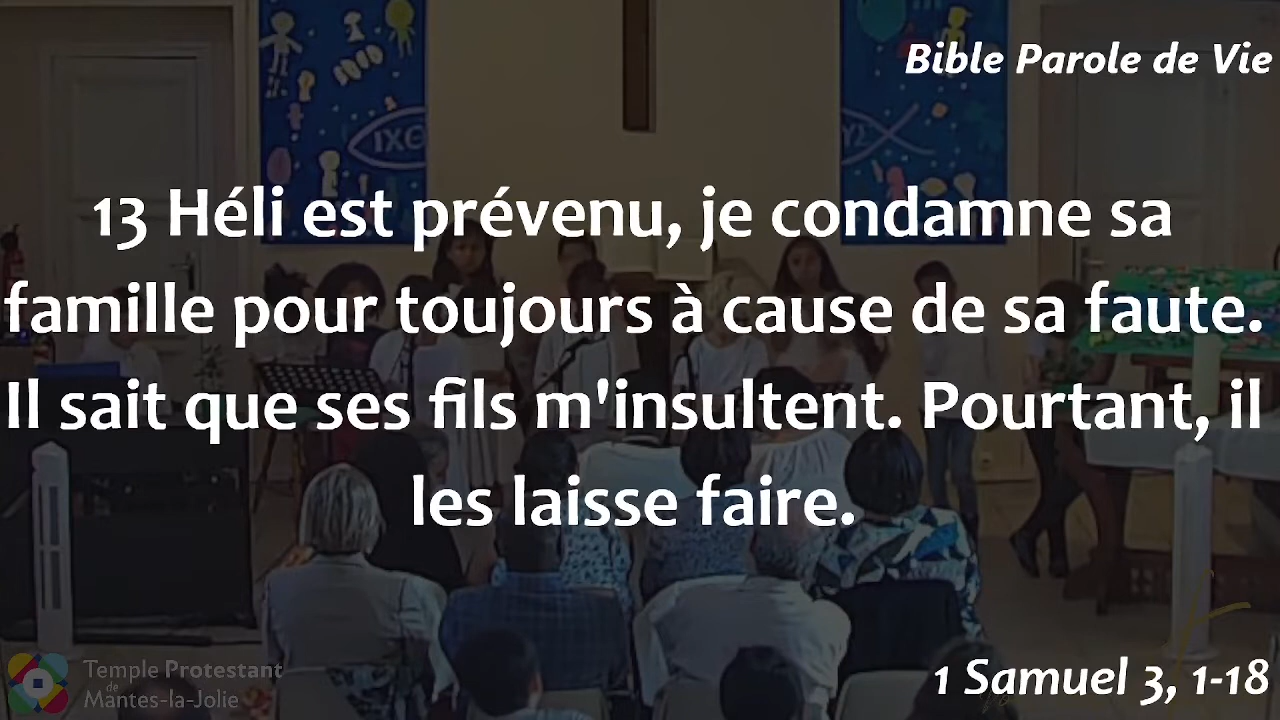 Bible Parole de Vie
ΙΧΘ
ΥΣ
13 Héli est prévenu, je condamne sa
famille pour toujours à cause de sa faute.
Il sait que ses fils m'insultent. Pourtant, il
les laisse faire.
1 Samuel 3, 1-18
Temple Protestant
de
Mantes-la-Jolie